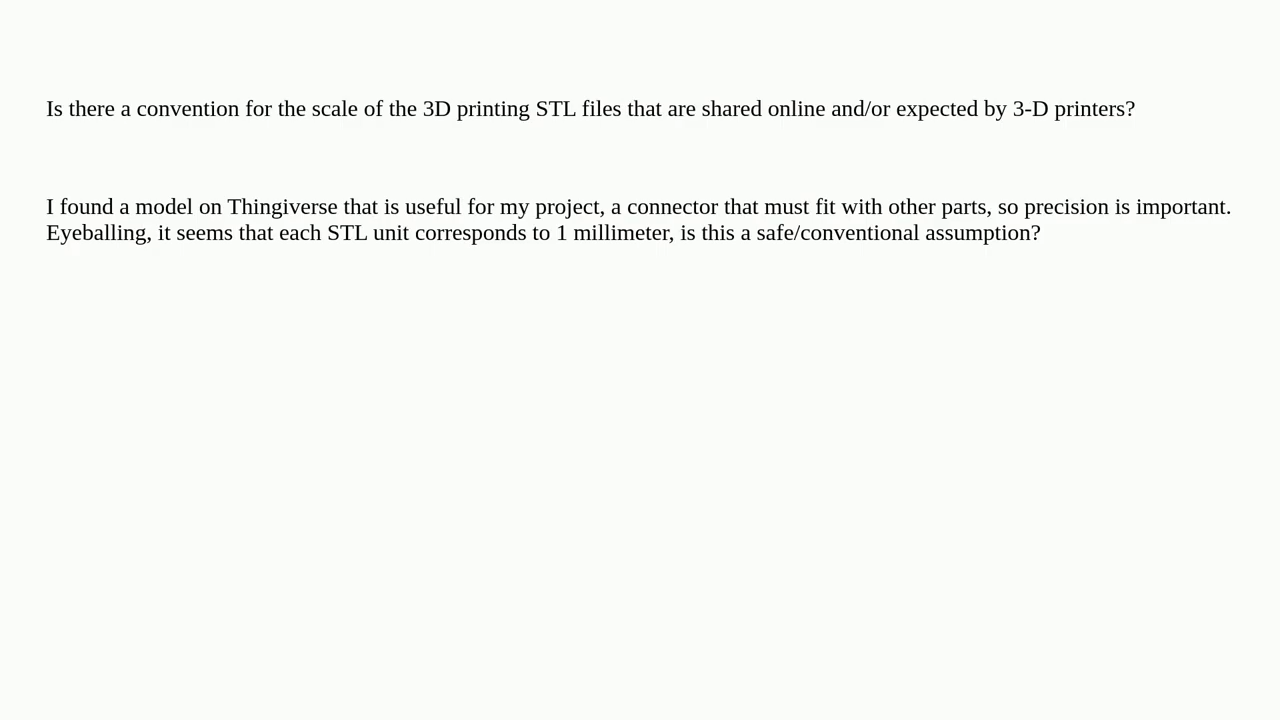 Is there a convention for the scale of the 3D printing STL files that are shared online and/or expected by 3-D printers?
I found a model on Thingiverse that is useful for my project, a connector that must fit with other parts, so precision is important.
Eyeballing, it seems that each STL unit corresponds to 1 millimeter, is this a safe/conventional assumption?